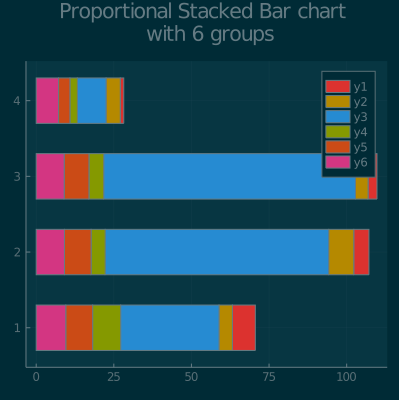 Proportional Stacked Bar chart
with 6 groups
y1
y2
y3
y4
y5
y6
4
3
2
1
0 25 50 75 100